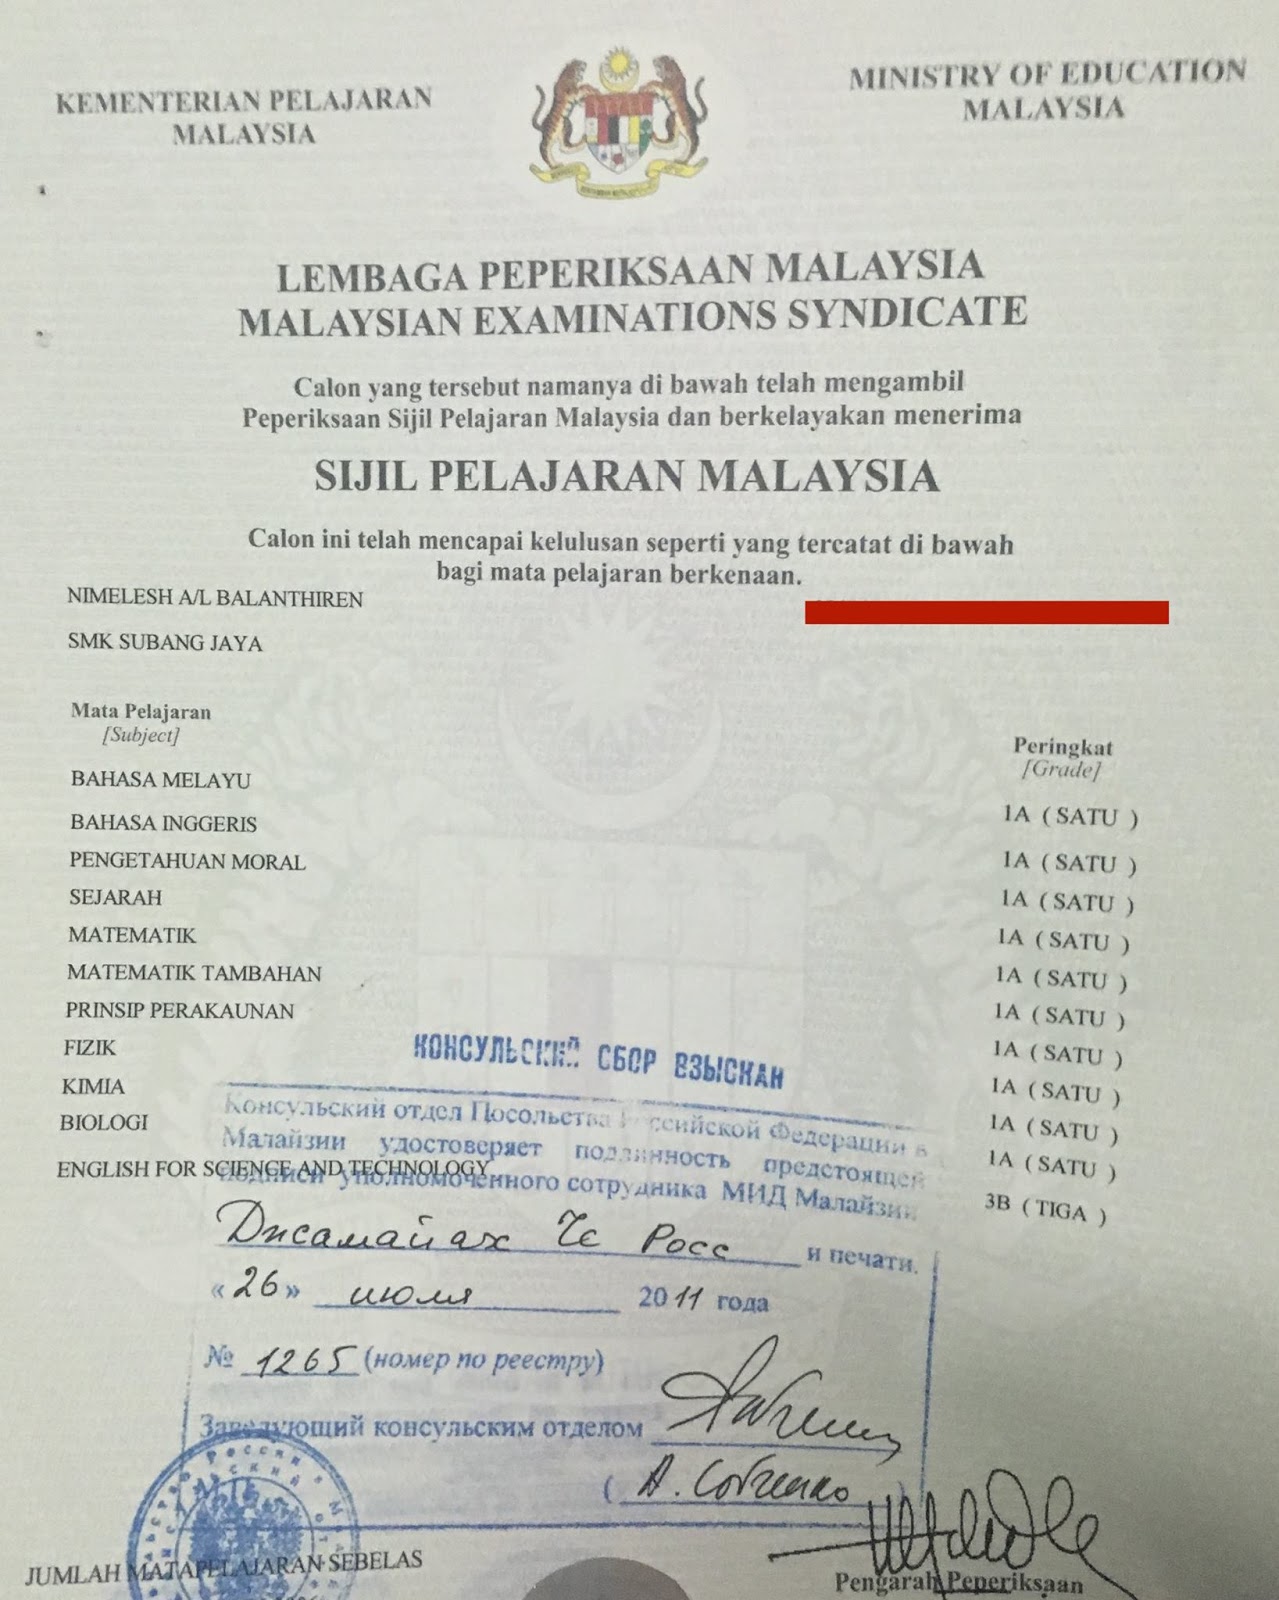 KEMENTERIAN PELAJARAN
MALAYSIA
MINISTRY OF EDUCATION
MALAYSIA
LEMBAGA PEPERIKSAAN MALAYSIA
MALAYSIAN EXAMINATIONS SYNDICATE
Calon yang tersebut namanya di bawah telah mengambil
Peperiksaan Sijil Pelajaran Malaysia dan berkelayakan menerima
SIJIL PELAJARAN MALAYSIA
Calon ini telah mencapai kelulusan seperti yang tercatat di bawah
bagi mata pelajaran berkenaan.
NIMELESH A/L BALANTHIREN
SMK SUBANG JAYA
Mata Pelajaran
[Subject]
Peringkat
[Grade]
BAHASA MELAYU 1A ( SATU )
BAHASA INGGERIS 1A ( SATU )
PENGETAHUAN MORAL 1A ( SATU )
SEJARAH 1A ( SATU )
MATEMATIK 1A ( SATU )
MATEMATIK TAMBAHAN 1A ( SATU )
PRINSIP PERAKAUNAN 1A ( SATU )
FIZIK 1A ( SATU )
KIMIA 1A ( SATU )
BIOLOGI 1A ( SATU )
ENGLISH FOR SCIENCE AND TECHNOLOGY 3B ( TIGA )
КОНСУЛЬСКИЙ СБОР ВЗЫСКАН
Консульский отдел Посольства Российской Федерации в
Малайзии удостоверяет подлинность предстоящей
подписи уполномоченного сотрудника МИД Малайзии
Джамайах Че Росс и печати.
«26» июля 2011 года
№ 1265 (номер по реестру)
Заведующий консульским отделом
( А. Собченко )
JUMLAH MATAPELAJARAN SEBELAS
Pengarah Peperiksaan